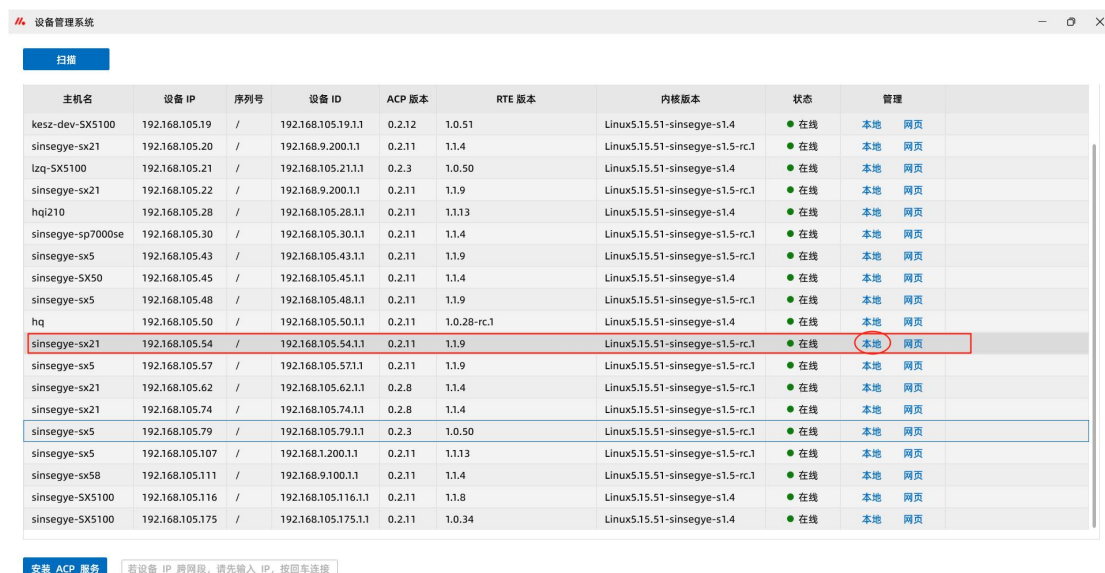 设备管理系统
扫描
主机名 设备 IP 序列号 设备 ID ACP 版本 RTE 版本 内核版本 状态 管理
kesz-dev-SX5100 192.168.105.19 / 192.168.105.19.1.1 0.2.12 1.0.51 Linux5.15.51-sinsegye-s1.4 在线 本地 网页
sinsegye-sx21 192.168.105.20 / 192.168.9.200.1.1 0.2.11 1.1.4 Linux5.15.51-sinsegye-s1.5-rc.1 在线 本地 网页
lzq-SX5100 192.168.105.21 / 192.168.105.21.1.1 0.2.3 1.0.50 Linux5.15.51-sinsegye-s1.4 在线 本地 网页
sinsegye-sx21 192.168.105.22 / 192.168.9.200.1.1 0.2.11 1.1.9 Linux5.15.51-sinsegye-s1.5-rc.1 在线 本地 网页
hqi210 192.168.105.28 / 192.168.105.28.1.1 0.2.11 1.1.13 Linux5.15.51-sinsegye-s1.4 在线 本地 网页
sinsegye-sp7000se 192.168.105.30 / 192.168.105.30.1.1 0.2.11 1.1.4 Linux5.15.51-sinsegye-s1.5-rc.1 在线 本地 网页
sinsegye-sx5 192.168.105.43 / 192.168.105.43.1.1 0.2.11 1.1.9 Linux5.15.51-sinsegye-s1.5-rc.1 在线 本地 网页
sinsegye-SX50 192.168.105.45 / 192.168.105.45.1.1 0.2.11 1.1.4 Linux5.15.51-sinsegye-s1.4 在线 本地 网页
sinsegye-sx5 192.168.105.48 / 192.168.105.48.1.1 0.2.11 1.1.9 Linux5.15.51-sinsegye-s1.5-rc.1 在线 本地 网页
hq 192.168.105.50 / 192.168.105.50.1.1 0.2.11 1.0.28-rc.1 Linux5.15.51-sinsegye-s1.4 在线 本地 网页
sinsegye-sx21 192.168.105.54 / 192.168.105.54.1.1 0.2.11 1.1.9 Linux5.15.51-sinsegye-s1.5-rc.1 在线 本地 网页
sinsegye-sx5 192.168.105.57 / 192.168.105.57.1.1 0.2.11 1.1.9 Linux5.15.51-sinsegye-s1.5-rc.1 在线 本地 网页
sinsegye-sx21 192.168.105.62 / 192.168.105.62.1.1 0.2.8 1.1.4 Linux5.15.51-sinsegye-s1.5-rc.1 在线 本地 网页
sinsegye-sx21 192.168.105.74 / 192.168.105.74.1.1 0.2.8 1.1.4 Linux5.15.51-sinsegye-s1.5-rc.1 在线 本地 网页
sinsegye-sx5 192.168.105.79 / 192.168.105.79.1.1 0.2.3 1.0.50 Linux5.15.51-sinsegye-s1.5-rc.1 在线 本地 网页
sinsegye-sx5 192.168.105.107 / 192.168.1.200.1.1 0.2.11 1.1.13 Linux5.15.51-sinsegye-s1.5-rc.1 在线 本地 网页
sinsegye-sx58 192.168.105.111 / 192.168.9.100.1.1 0.2.11 1.1.4 Linux5.15.51-sinsegye-s1.5-rc.1 在线 本地 网页
sinsegye-SX5100 192.168.105.116 / 192.168.105.116.1.1 0.2.11 1.1.8 Linux5.15.51-sinsegye-s1.4 在线 本地 网页
sinsegye-SX5100 192.168.105.175 / 192.168.105.175.1.1 0.2.11 1.0.34 Linux5.15.51-sinsegye-s1.4 在线 本地 网页
安装 ACP 服务 若设备 IP 跨网段，请先输入 IP，按回车连接